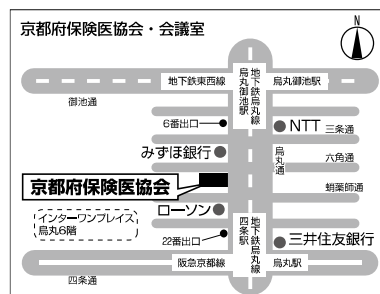 京都府保険医協会・会議室
N
地下鉄東西線
烏丸御池駅
御池通
烏丸御池駅
地下鉄烏丸線
6番出口
NTT
三条通
みずほ銀行
烏丸通
六角通
京都府保険医協会
蛸薬師通
ローソン
インターワンプレイス
烏丸6階
22番出口
四条駅
地下鉄烏丸線
三井住友銀行
阪急京都線
烏丸駅
四条通